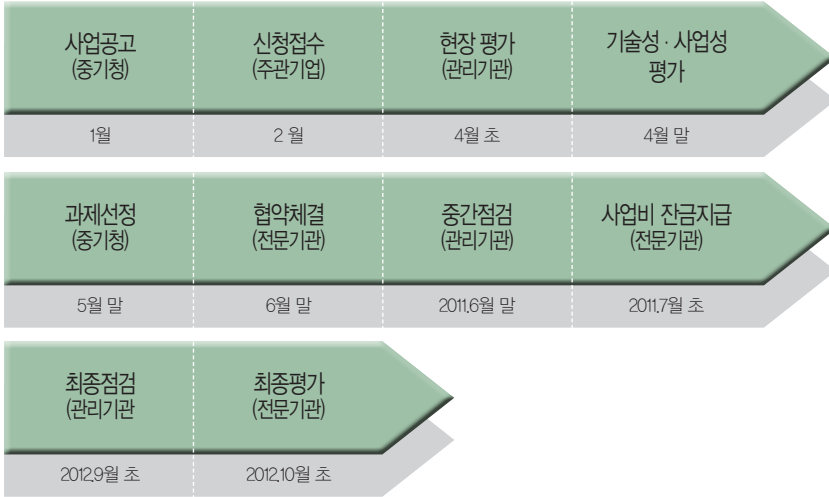 사업공고
(중기청)
신청접수
(주관기업)
현장 평가
(관리기관)
기술성 · 사업성
평가
1월
2 월
4월 초
4월 말
과제선정
(중기청)
협약체결
(전문기관)
중간점검
(관리기관)
사업비 잔금지급
(전문기관)
5월 말
6월 말
2011.6월 말
2011.7월 초
최종점검
(관리기관
최종평가
(전문기관)
2012.9월 초
2012.10월 초